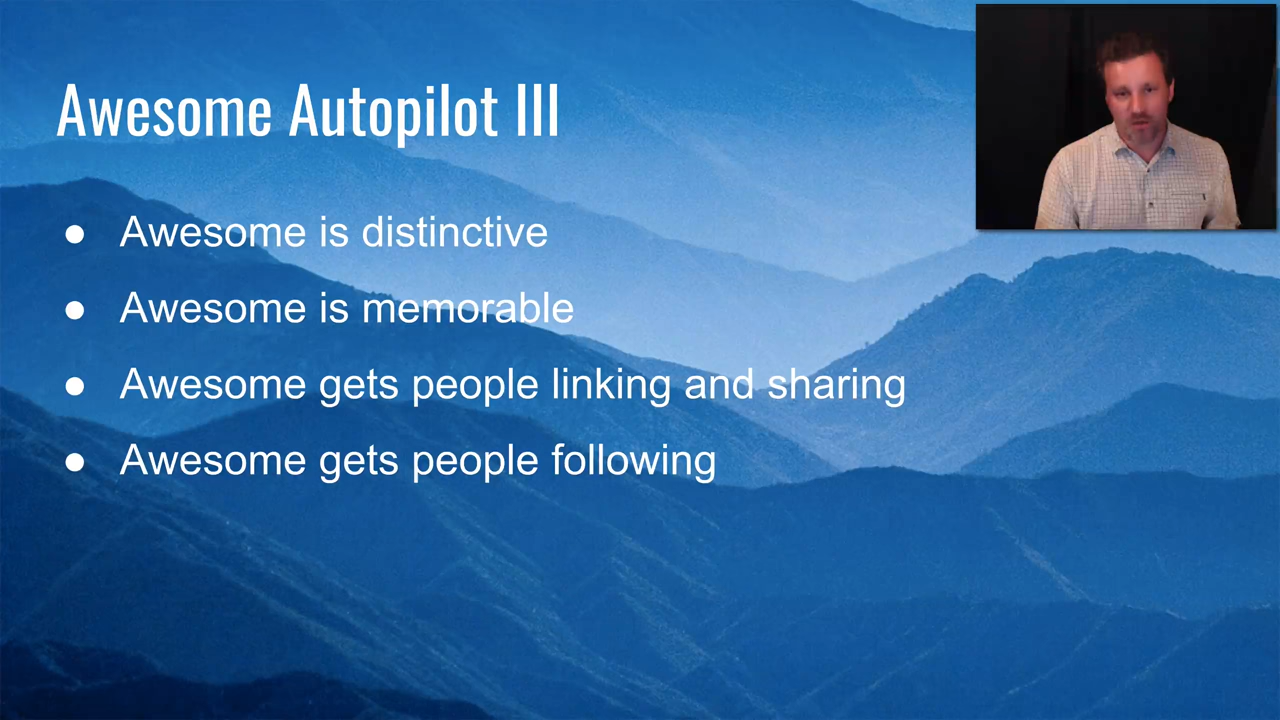 Awesome Autopilot III
● Awesome is distinctive
● Awesome is memorable
● Awesome gets people linking and sharing
● Awesome gets people following